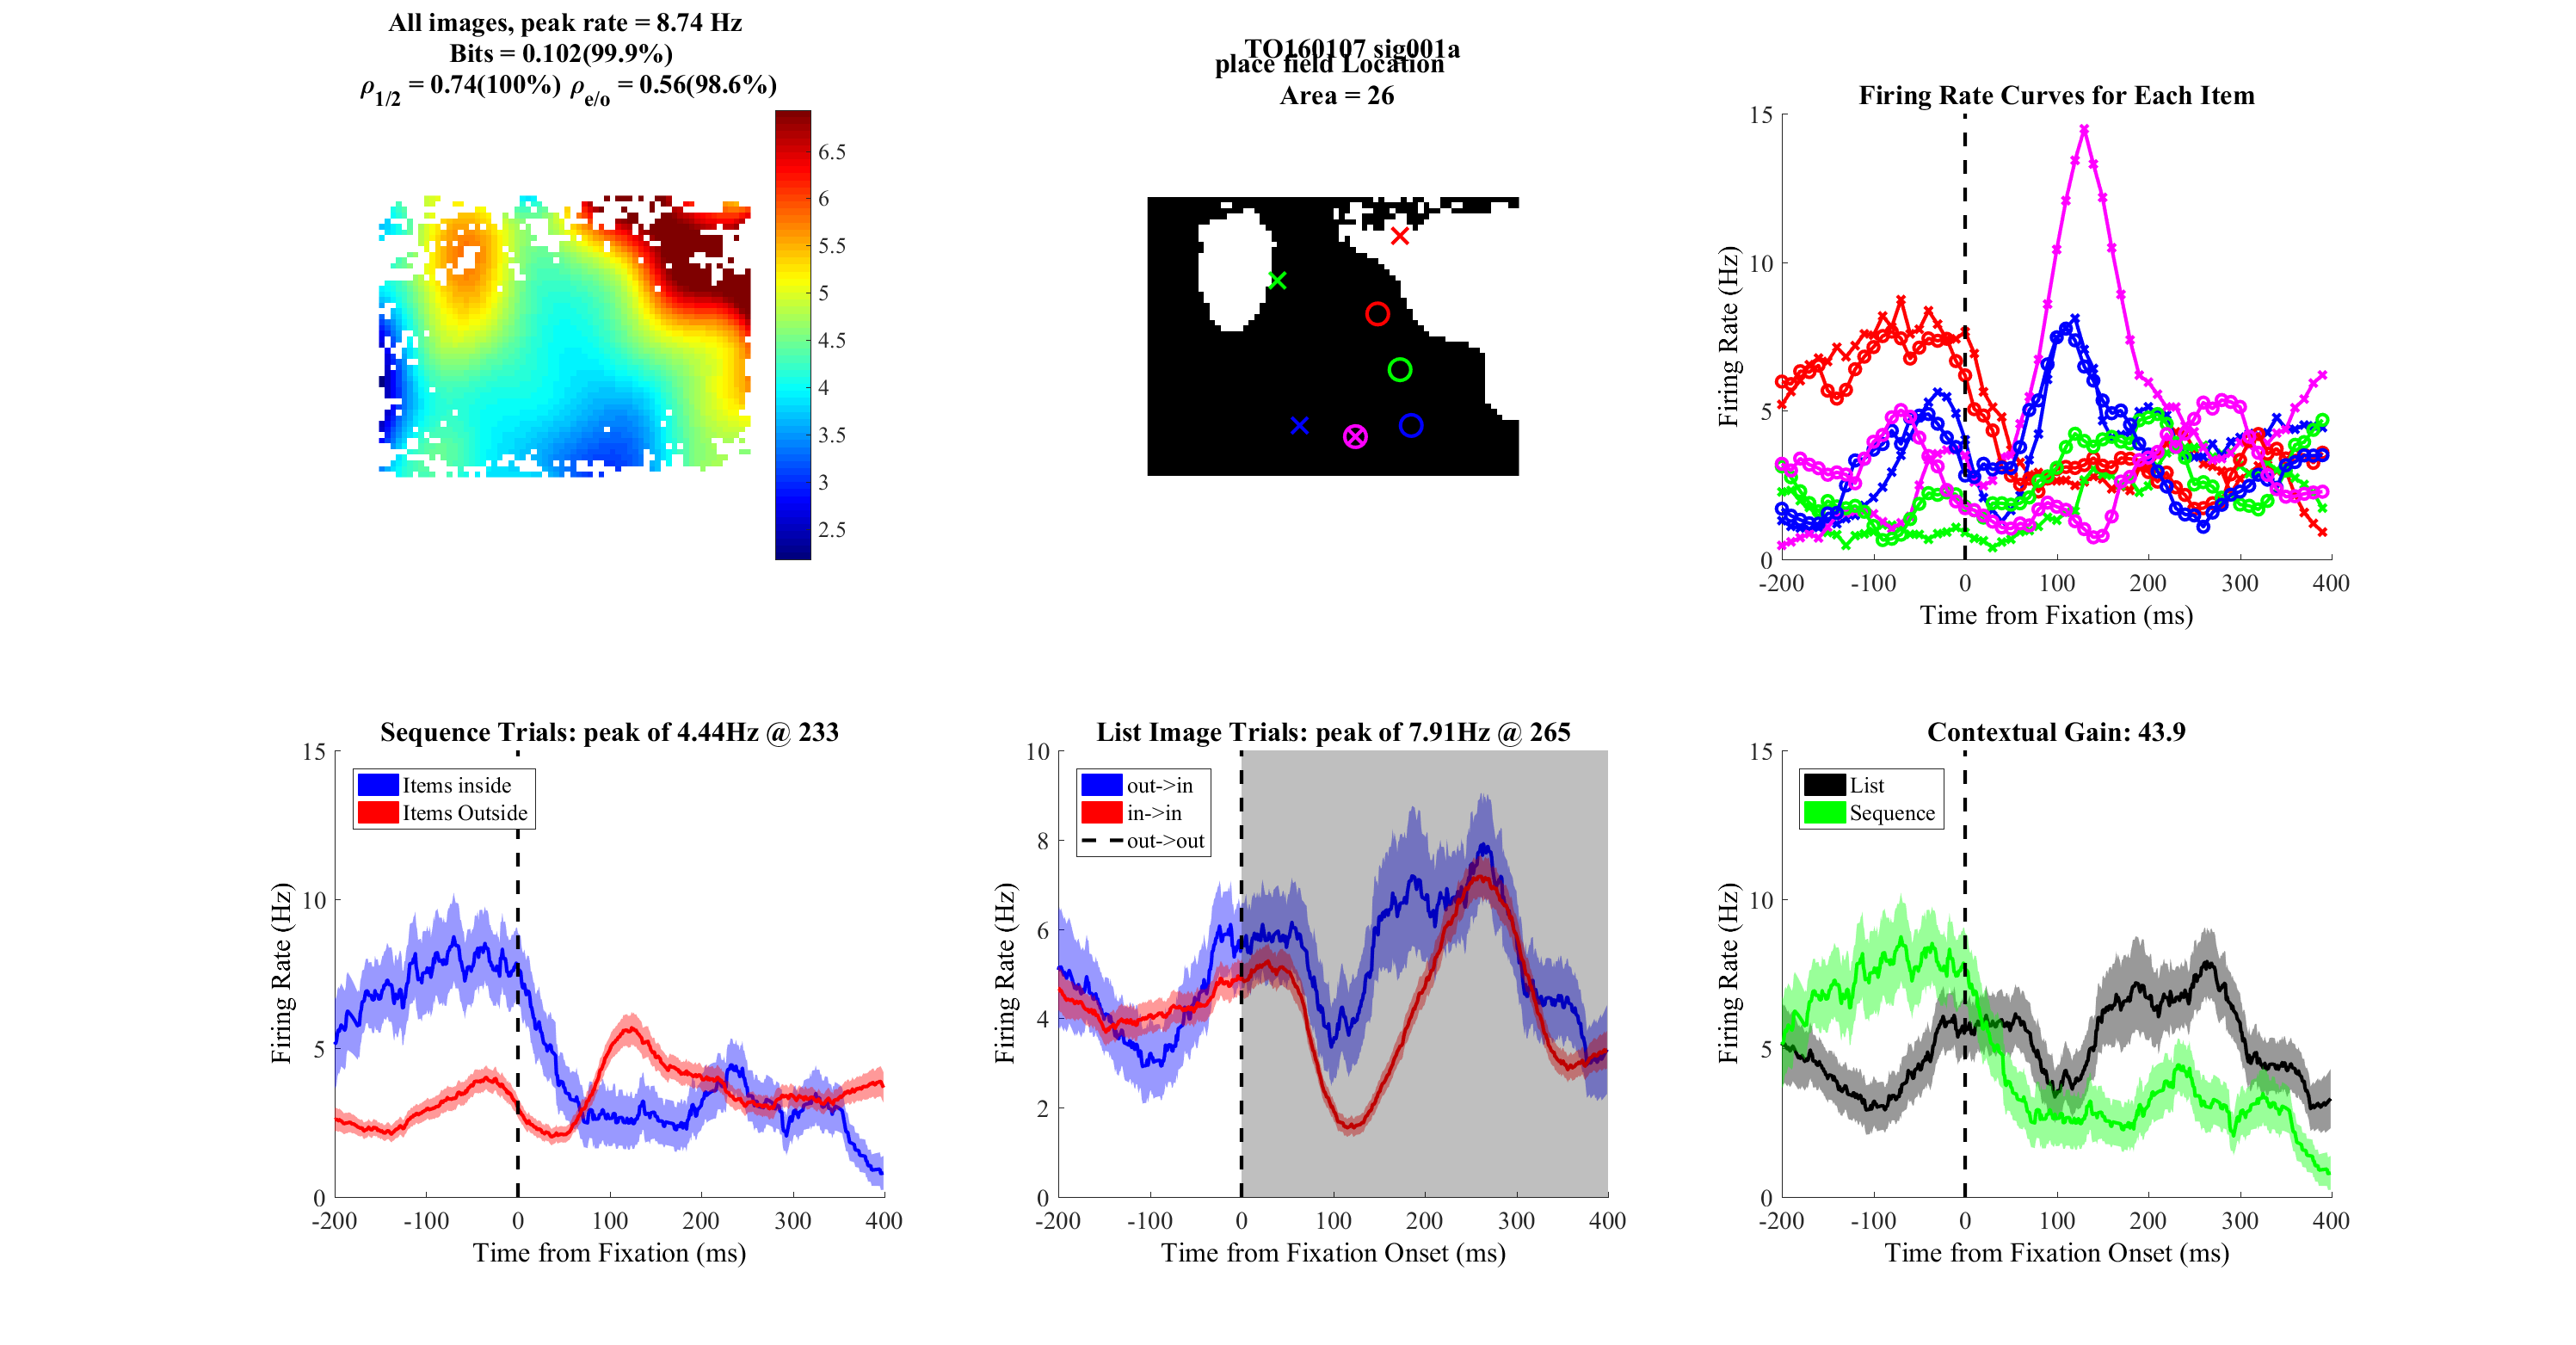 All images, peak rate = 8.74 Hz
Bits = 0.102(99.9%)
ρ1/2 = 0.74(100%) ρe/o = 0.56(98.6%)
6.5
6
5.5
5
4.5
4
3.5
3
2.5
TO160107 sig001a
place field Location
Area = 26
Firing Rate Curves for Each Item
15
10
5
0
Firing Rate (Hz)
-200 -100 0 100 200 300 400
Time from Fixation (ms)
Sequence Trials: peak of 4.44Hz @ 233
15
10
5
0
Firing Rate (Hz)
Items inside
Items Outside
-200 -100 0 100 200 300 400
Time from Fixation (ms)
List Image Trials: peak of 7.91Hz @ 265
10
8
6
4
2
0
Firing Rate (Hz)
out->in
in->in
out->out
-200 -100 0 100 200 300 400
Time from Fixation Onset (ms)
Contextual Gain: 43.9
15
10
5
0
Firing Rate (Hz)
List
Sequence
-200 -100 0 100 200 300 400
Time from Fixation Onset (ms)